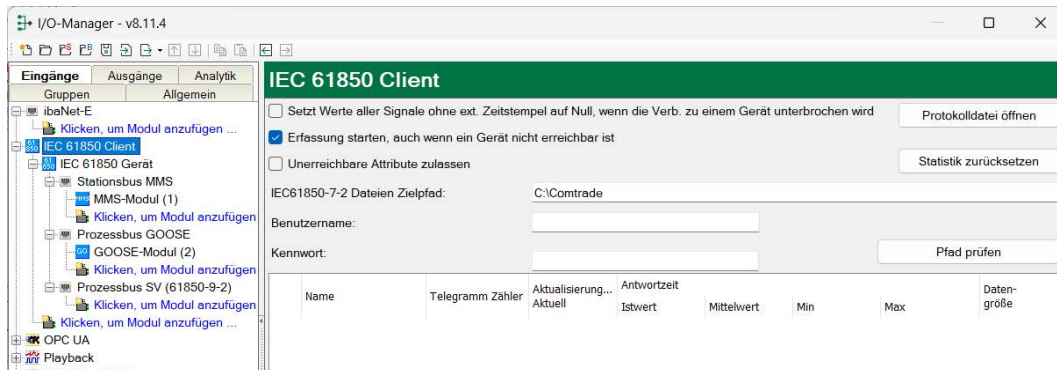 I/O-Manager - v8.11.4
Eingänge Ausgänge Analytik
Gruppen Allgemein
ibaNet-E
Klicken, um Modul anzufügen ...
IEC 61850 Client
IEC 61850 Gerät
Stationsbus MMS
MMS-Modul (1)
Klicken, um Modul anzufügen
Prozessbus GOOSE
GOOSE-Modul (2)
Klicken, um Modul anzufügen
Prozessbus SV (61850-9-2)
Klicken, um Modul anzufügen
Klicken, um Modul anzufügen ...
OPC UA
Playback
IEC 61850 Client
Setzt Werte aller Signale ohne ext. Zeitstempel auf Null, wenn die Verb. zu einem Gerät unterbrochen wird
Protokolldatei öffnen
Erfassung starten, auch wenn ein Gerät nicht erreichbar ist
Unerreichbare Attribute zulassen
Statistik zurücksetzen
IEC61850-7-2 Dateien Zielpfad: C:\Comtrade
Benutzername:
Kennwort:
Pfad prüfen
Name Telegramm Zähler Aktualisierung... Aktuell Antwortzeit Istwert Mittelwert Min Max Daten- größe